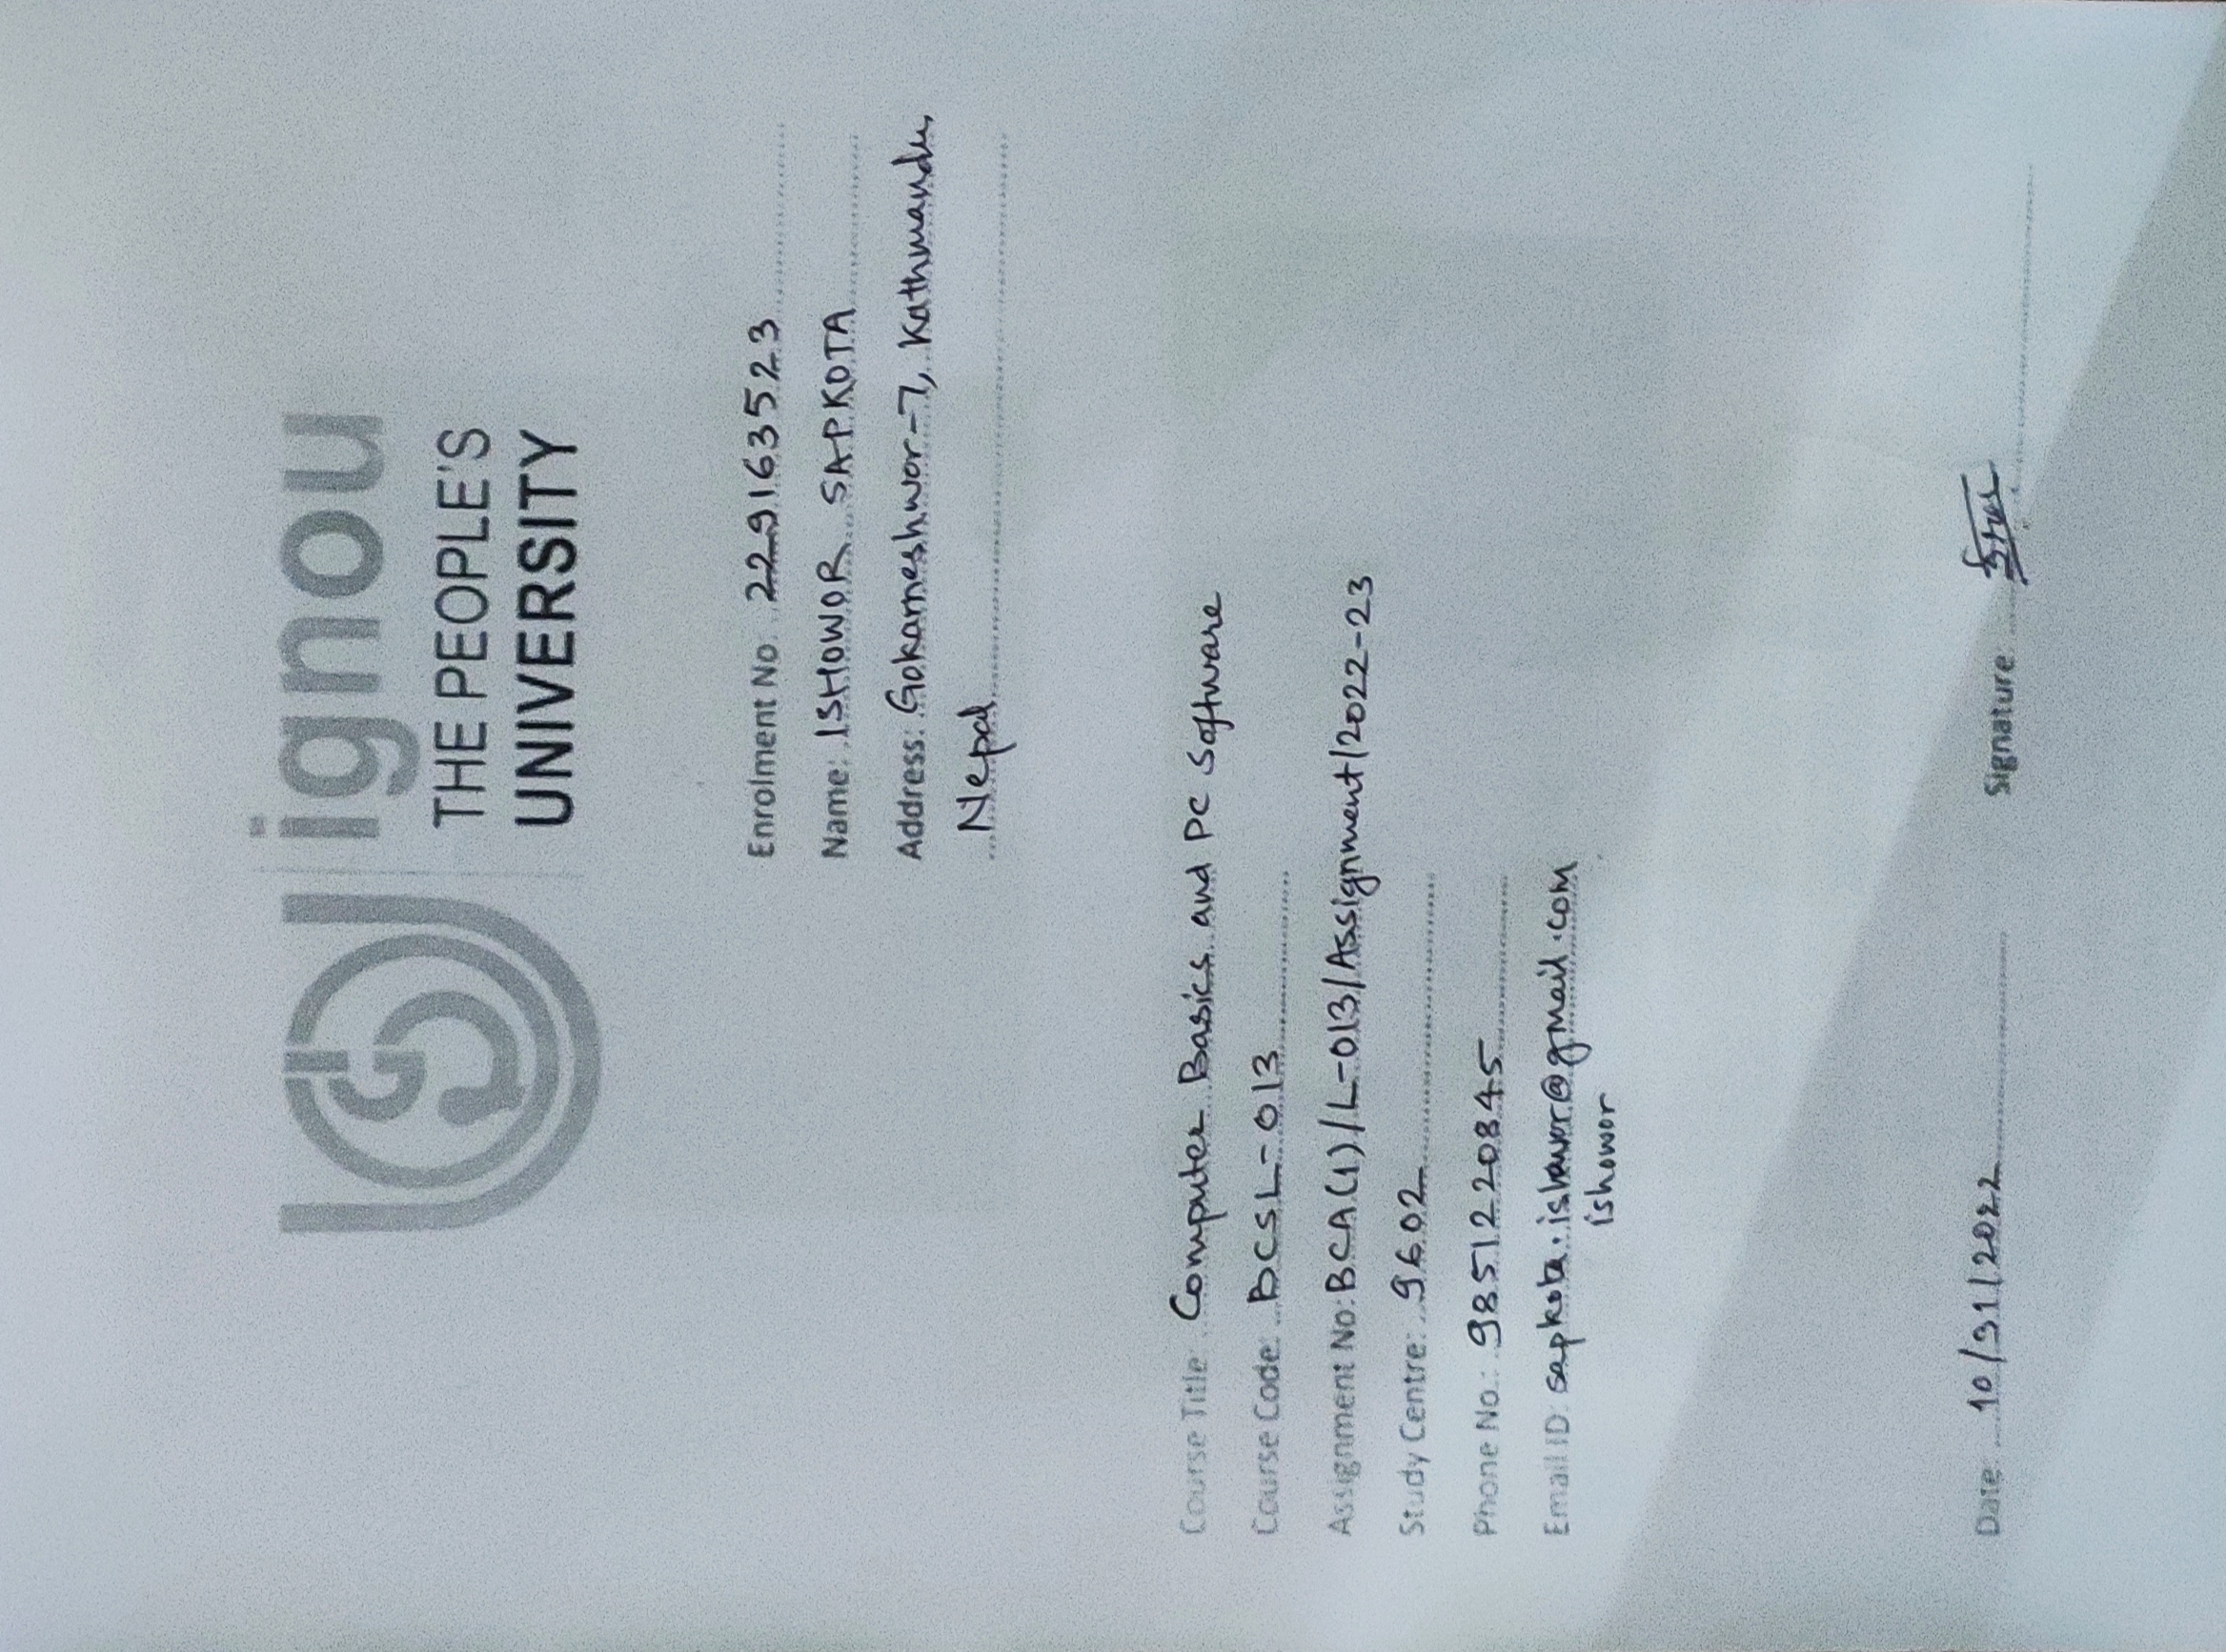 ignou
THE PEOPLE'S
UNIVERSITY
Enrolment No. 229163523
Name: ISHOWOR SAPKOTA
Address: Gokarneshwor-7, Kathmandu,
Nepal
Course Title: Computer Basics and PC Software
Course Code: BCSL-013
Assignment No: BCA(1)/L-013/Assignment/2022-23
Study Centre: 9602
Phone No.: 9851220845
Email ID: sapkota.ishowor@gmail.com
ishowor
Date: 10/31/2022
Signature: